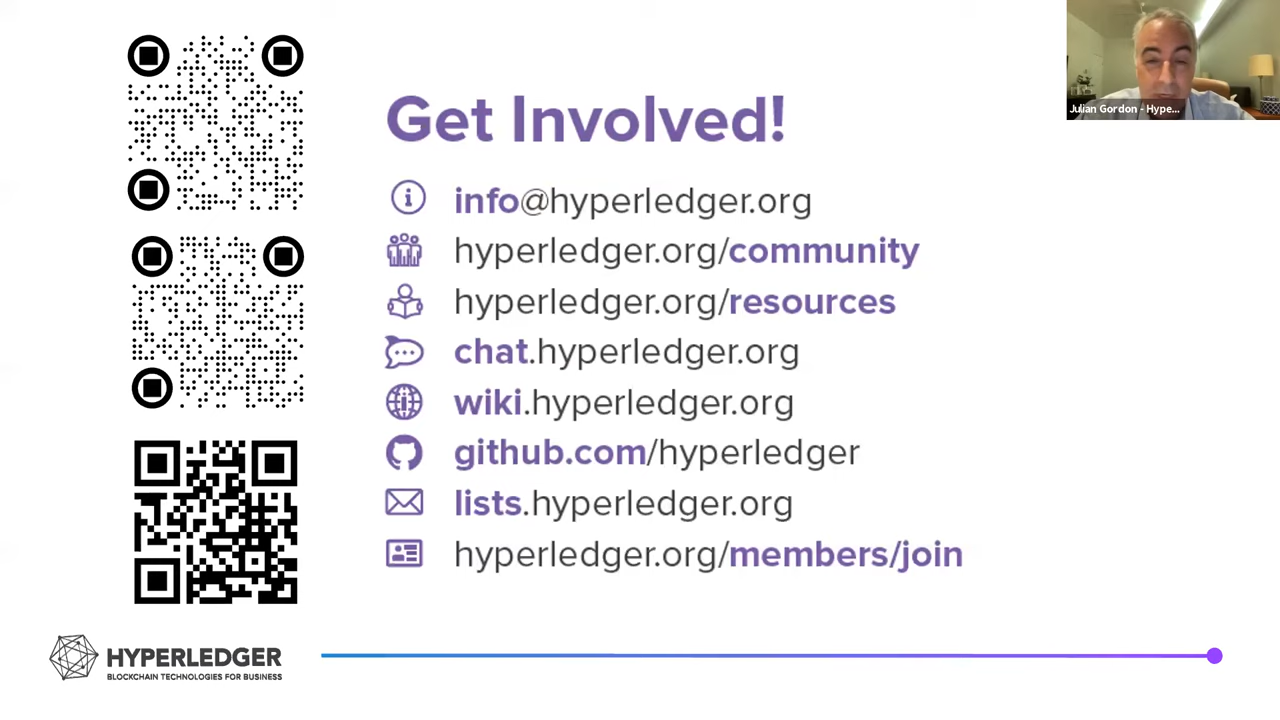 Julian Gordon - Hype...
Get Involved!
info@hyperledger.org
hyperledger.org/community
hyperledger.org/resources
chat.hyperledger.org
wiki.hyperledger.org
github.com/hyperledger
lists.hyperledger.org
hyperledger.org/members/join
HYPERLEDGER
BLOCKCHAIN TECHNOLOGIES FOR BUSINESS